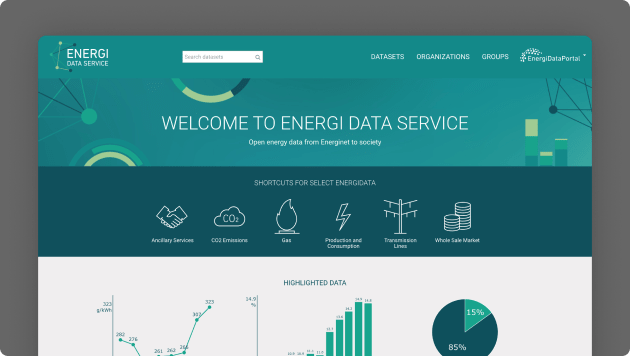 ENERGI
DATA SERVICE
Search datasets
DATASETS
ORGANIZATIONS
GROUPS
EnergiDataPortal
WELCOME TO ENERGI DATA SERVICE
Open energy data from Energinet to society
SHORTCUTS FOR SELECT ENERGIDATA
CO2
Ancillary Services
CO2 Emissions
Gas
Production and
Consumption
Transmission
Lines
Whole Sale Market
HIGHLIGHTED DATA
323
g/kWh
282
276
261
262
266
307
323
14.9
%
15%
85%